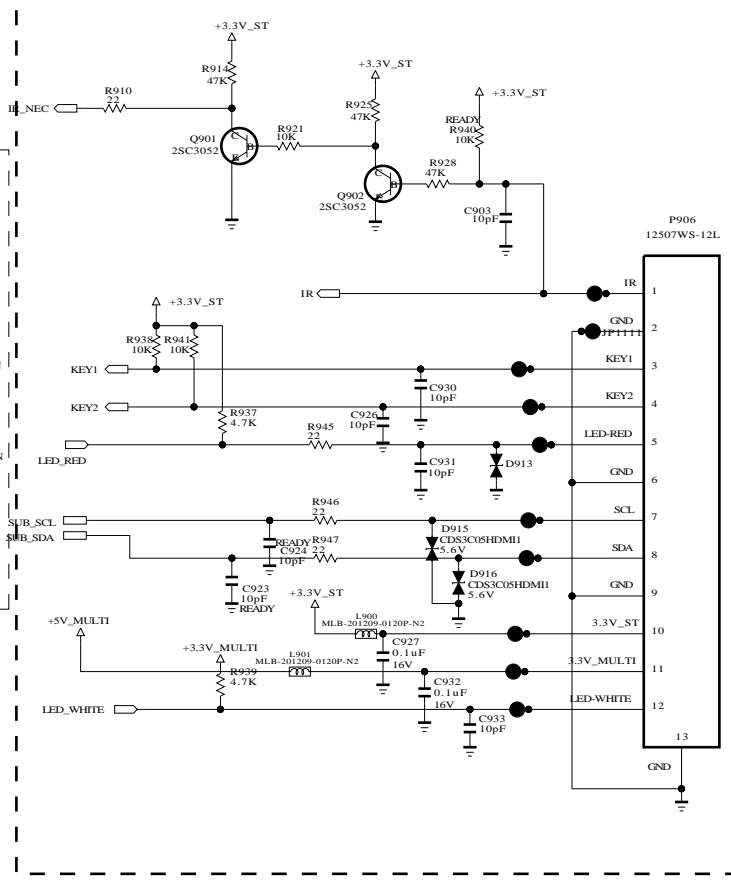 +3.3V_ST
R914
47K
+3.3V_ST
R910
22
IR_NEC
R925
47K
+3.3V_ST
READY
R940
10K
Q901
2SC3052
C
B
E
R921
10K
R928
47K
C
B
E
Q902
2SC3052
C903
10pF
P906
12507WS-12L
IR
IR
1
GND
2
JP1111
+3.3V_ST
R938
10K
R941
10K
KEY1
KEY1
3
C930
10pF
KEY2
KEY2
4
R937
4.7K
C926
10pF
R945
22
LED-RED
5
LED_RED
C931
10pF
D913
GND
6
R946
22
SCL
7
SUB_SCL
SUB_SDA
READY
C924
10pF
R947
22
D915
CDS3C05HDMI1
5.6V
SDA
8
D916
CDS3C05HDMI1
5.6V
C923
10pF
READY
GND
9
+3.3V_ST
L900
MLB-201209-0120P-N2
3.3V_ST
10
+5V_MULTI
C927
0.1uF
16V
+3.3V_MULTI
L901
MLB-201209-0120P-N2
3.3V_MULTI
11
R939
4.7K
C932
0.1uF
16V
LED_WHITE
LED-WHITE
12
C933
10pF
13
GND